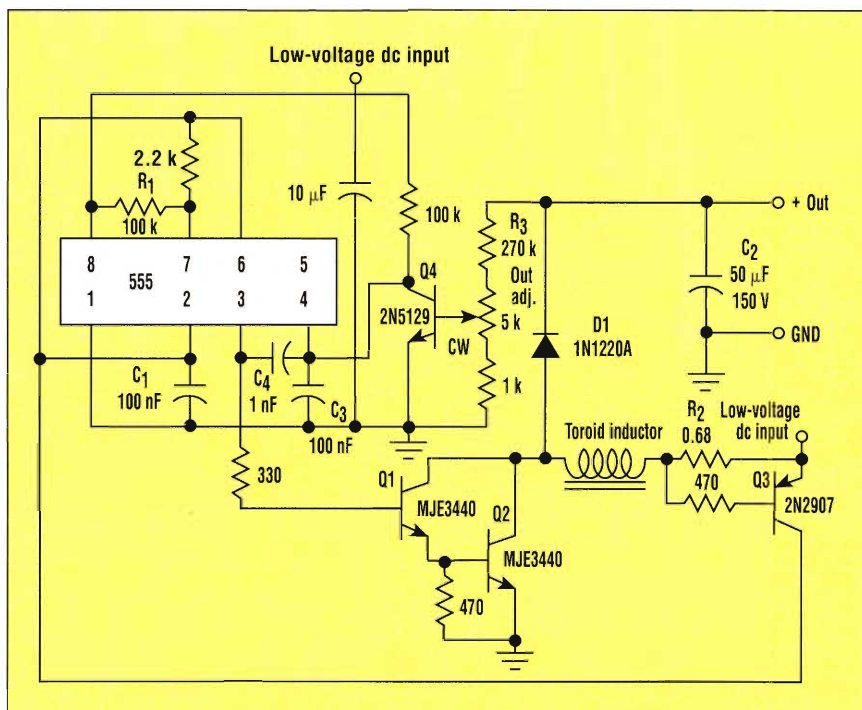 Low-voltage dc input
2.2 k
R1
100 k
10 µF
100 k
R3
270 k
+ Out
8 7 6 5
555
1 2 3 4
Q4
2N5129
Out
adj.
5 k
CW
C2
50 µF
150 V
D1
1N1220A
GND
C1
100 nF
C4
1 nF
C3
100 nF
1 k
R2
0.68
Low-voltage
dc input
Toroid inductor
330
Q1
MJE3440
Q2
MJE3440
470
Q3
2N2907
470